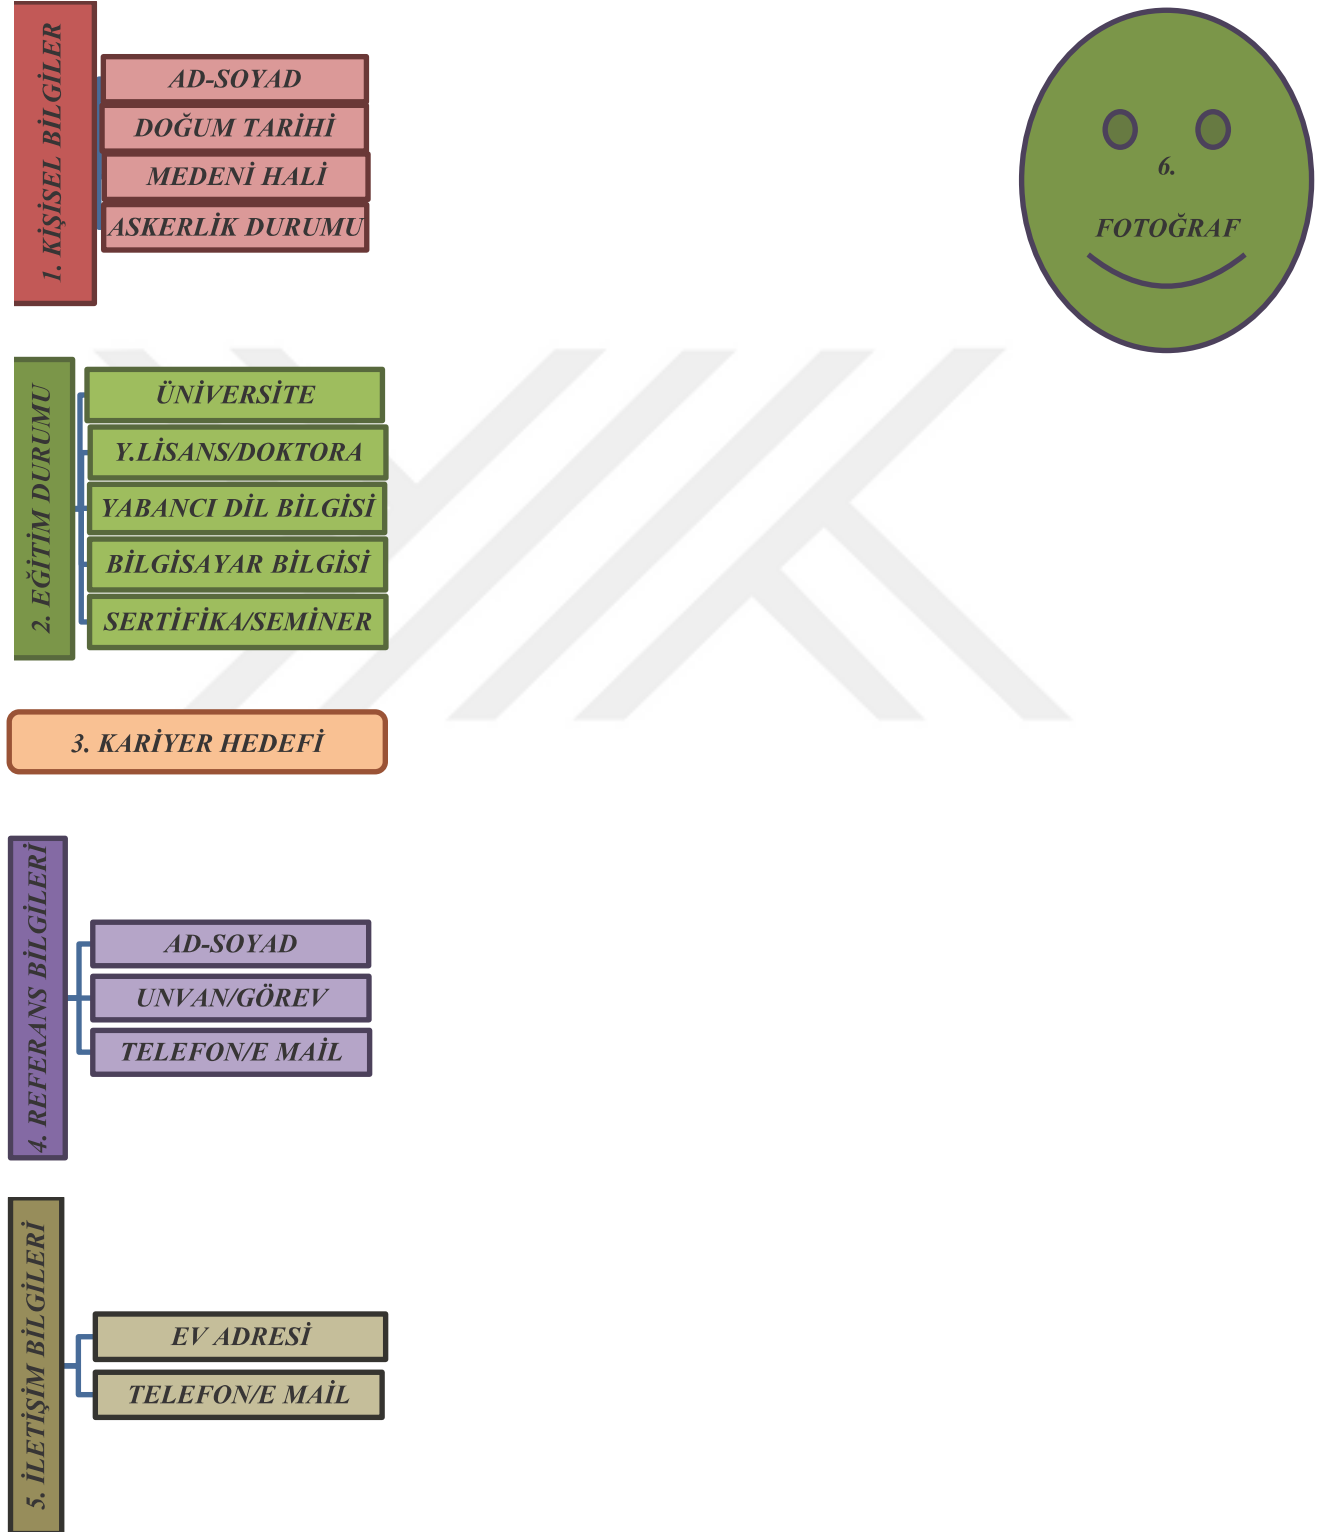 1. KİŞİSEL BİLGİLER
AD-SOYAD
DOĞUM TARİHİ
MEDENİ HALİ
ASKERLİK DURUMU
6.
FOTOĞRAF
2. EĞİTİM DURUMU
ÜNİVERSİTE
Y.LİSANS/DOKTORA
YABANCI DİL BİLGİSİ
BİLGİSAYAR BİLGİSİ
SERTİFİKA/SEMİNER
3. KARİYER HEDEFİ
4. REFERANS BİLGİLERİ
AD-SOYAD
UNVAN/GÖREV
TELEFON/E MAİL
5. İLETİŞİM BİLGİLERİ
EV ADRESİ
TELEFON/E MAİL